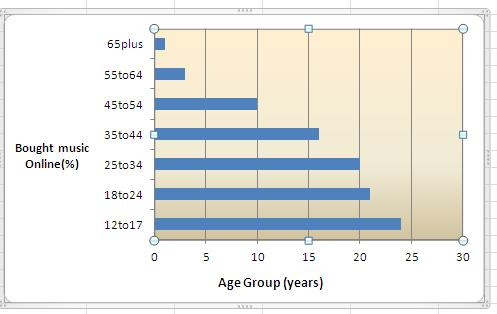 65plus
55to64
45to54
35to44
25to34
18to24
12to17
Bought music
Online(%)
0 5 10 15 20 25 30
Age Group (years)